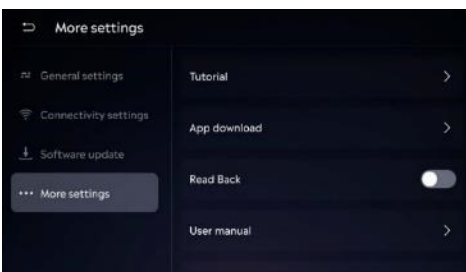 More settings
General settings
Connectivity settings
Software update
More settings
Tutorial
App download
Read Back
User manual